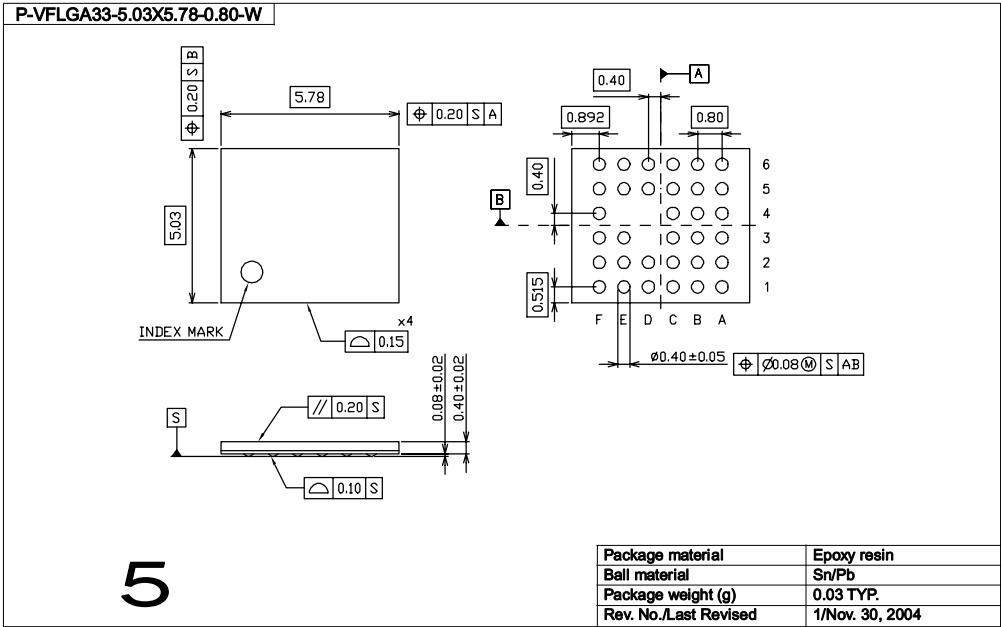 P-VFLGA33-5.03X5.78-0.80-W
⌖ 0.20 S B
5.78
⌖ 0.20 S A
5.03
INDEX MARK
x4
⌓ 0.15
0.40
A
0.892
0.80
0.40
B
0.515
6
5
4
3
2
1
F E D C B A
Ø0.40±0.05
⌖ Ø0.08Ⓜ S AB
S
// 0.20 S
0.08±0.02
0.40±0.02
⌓ 0.10 S
5
Package material Epoxy resin
Ball material Sn/Pb
Package weight (g) 0.03 TYP.
Rev. No./Last Revised 1/Nov. 30, 2004